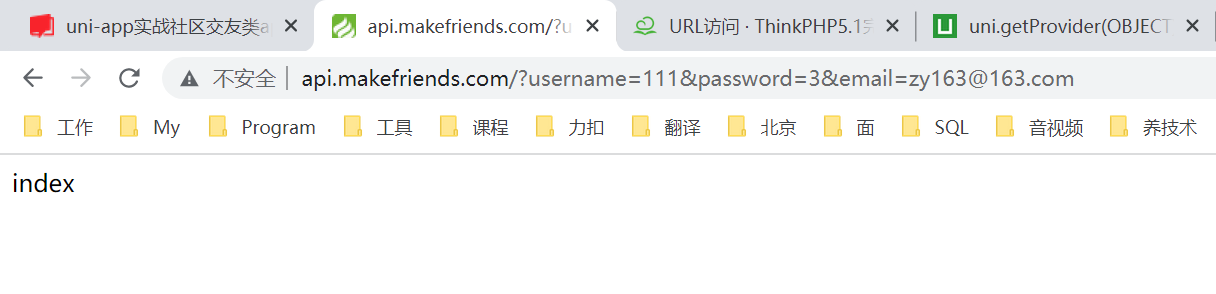 uni-app实战社区交友类a
api.makefriends.com/?u
URL访问 · ThinkPHP5.1完
uni.getProvider(OBJECT
不安全 api.makefriends.com/?username=111&password=3&email=zy163@163.com
工作 My Program 工具 课程 力扣 翻译 北京 面 SQL 音视频 养技术
index